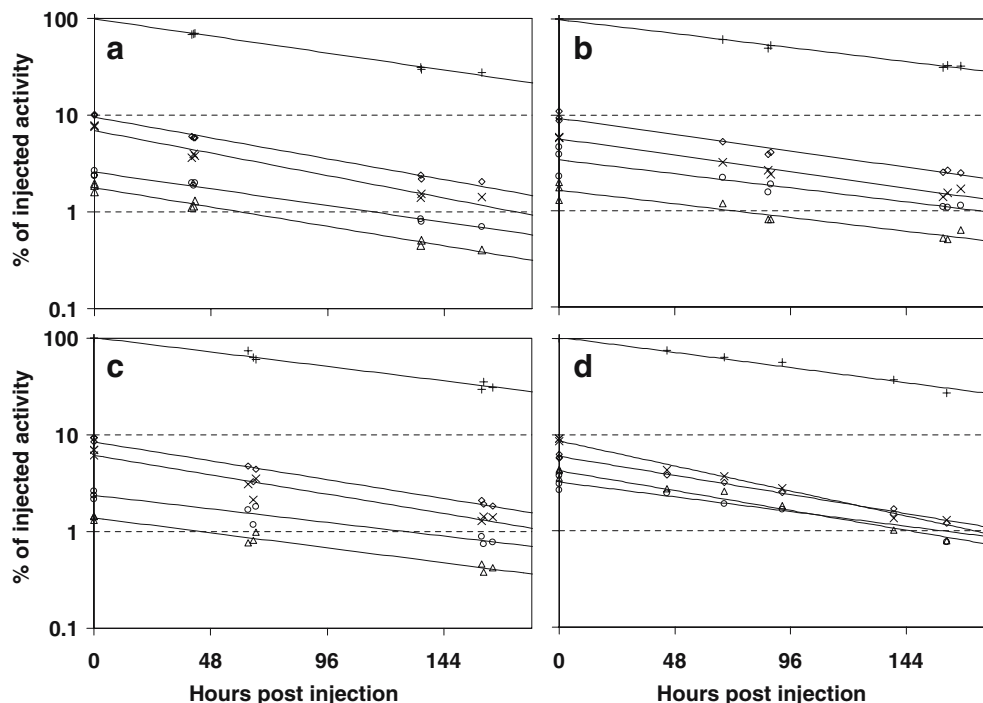 100
a
b
10
% of injected activity
1
0.1
100
c
d
10
% of injected activity
1
0.1
0 48 96 144 0 48 96 144
Hours post injection Hours post injection